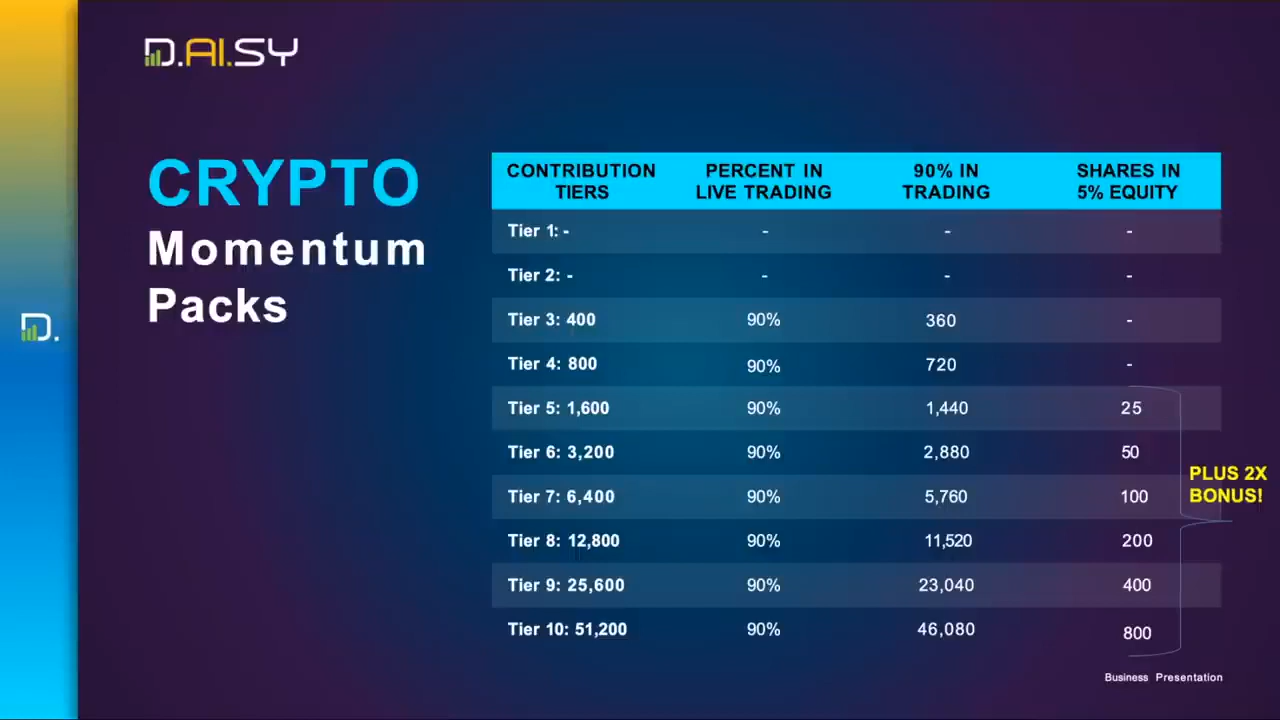 D.AI.SY
CRYPTO
Momentum
Packs
D.
CONTRIBUTION TIERS PERCENT IN LIVE TRADING 90% IN TRADING SHARES IN 5% EQUITY
Tier 1: - - - -
Tier 2: - - - -
Tier 3: 400 90% 360 -
Tier 4: 800 90% 720 -
Tier 5: 1,600 90% 1,440 25
Tier 6: 3,200 90% 2,880 50
Tier 7: 6,400 90% 5,760 100
Tier 8: 12,800 90% 11,520 200
Tier 9: 25,600 90% 23,040 400
Tier 10: 51,200 90% 46,080 800
PLUS 2X
BONUS!
Business Presentation